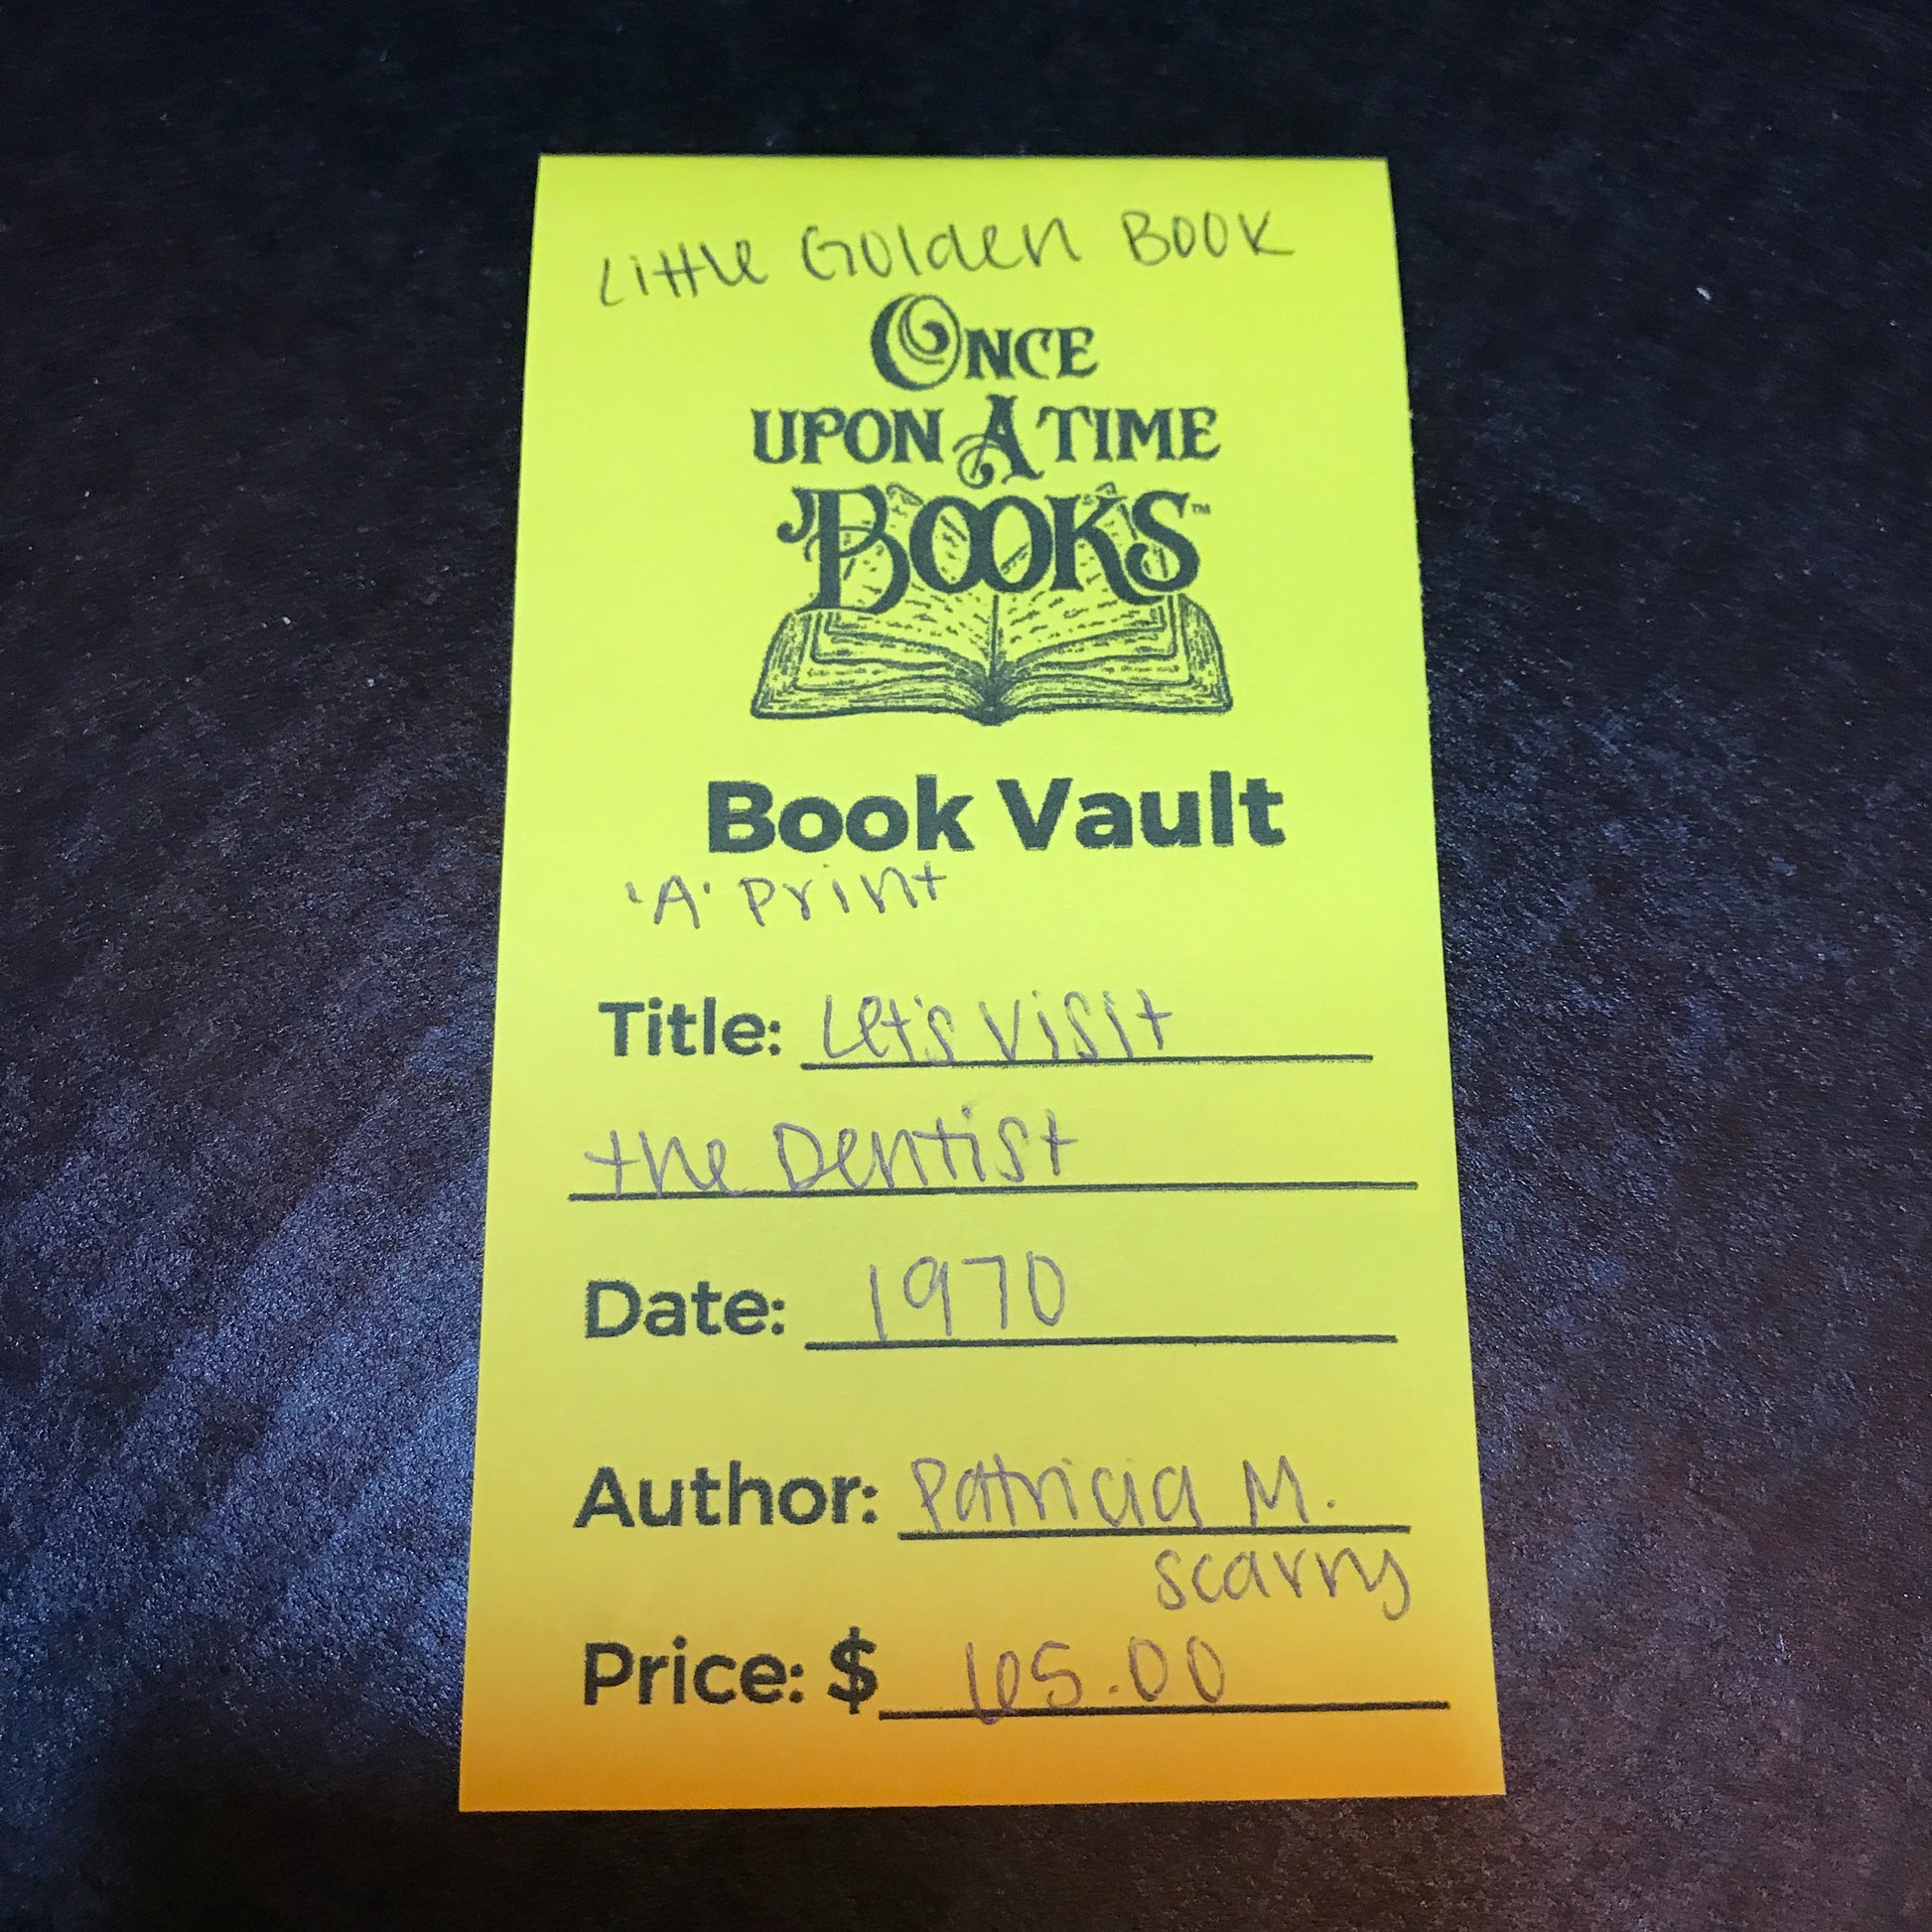 Little Golden Book
ONCE
UPON A TIME
BOOKS™
Book Vault
'A' Print
Title: Let's Visit
the Dentist
Date: 1970
Author: Patricia M.
Scarry
Price: $ 65.00